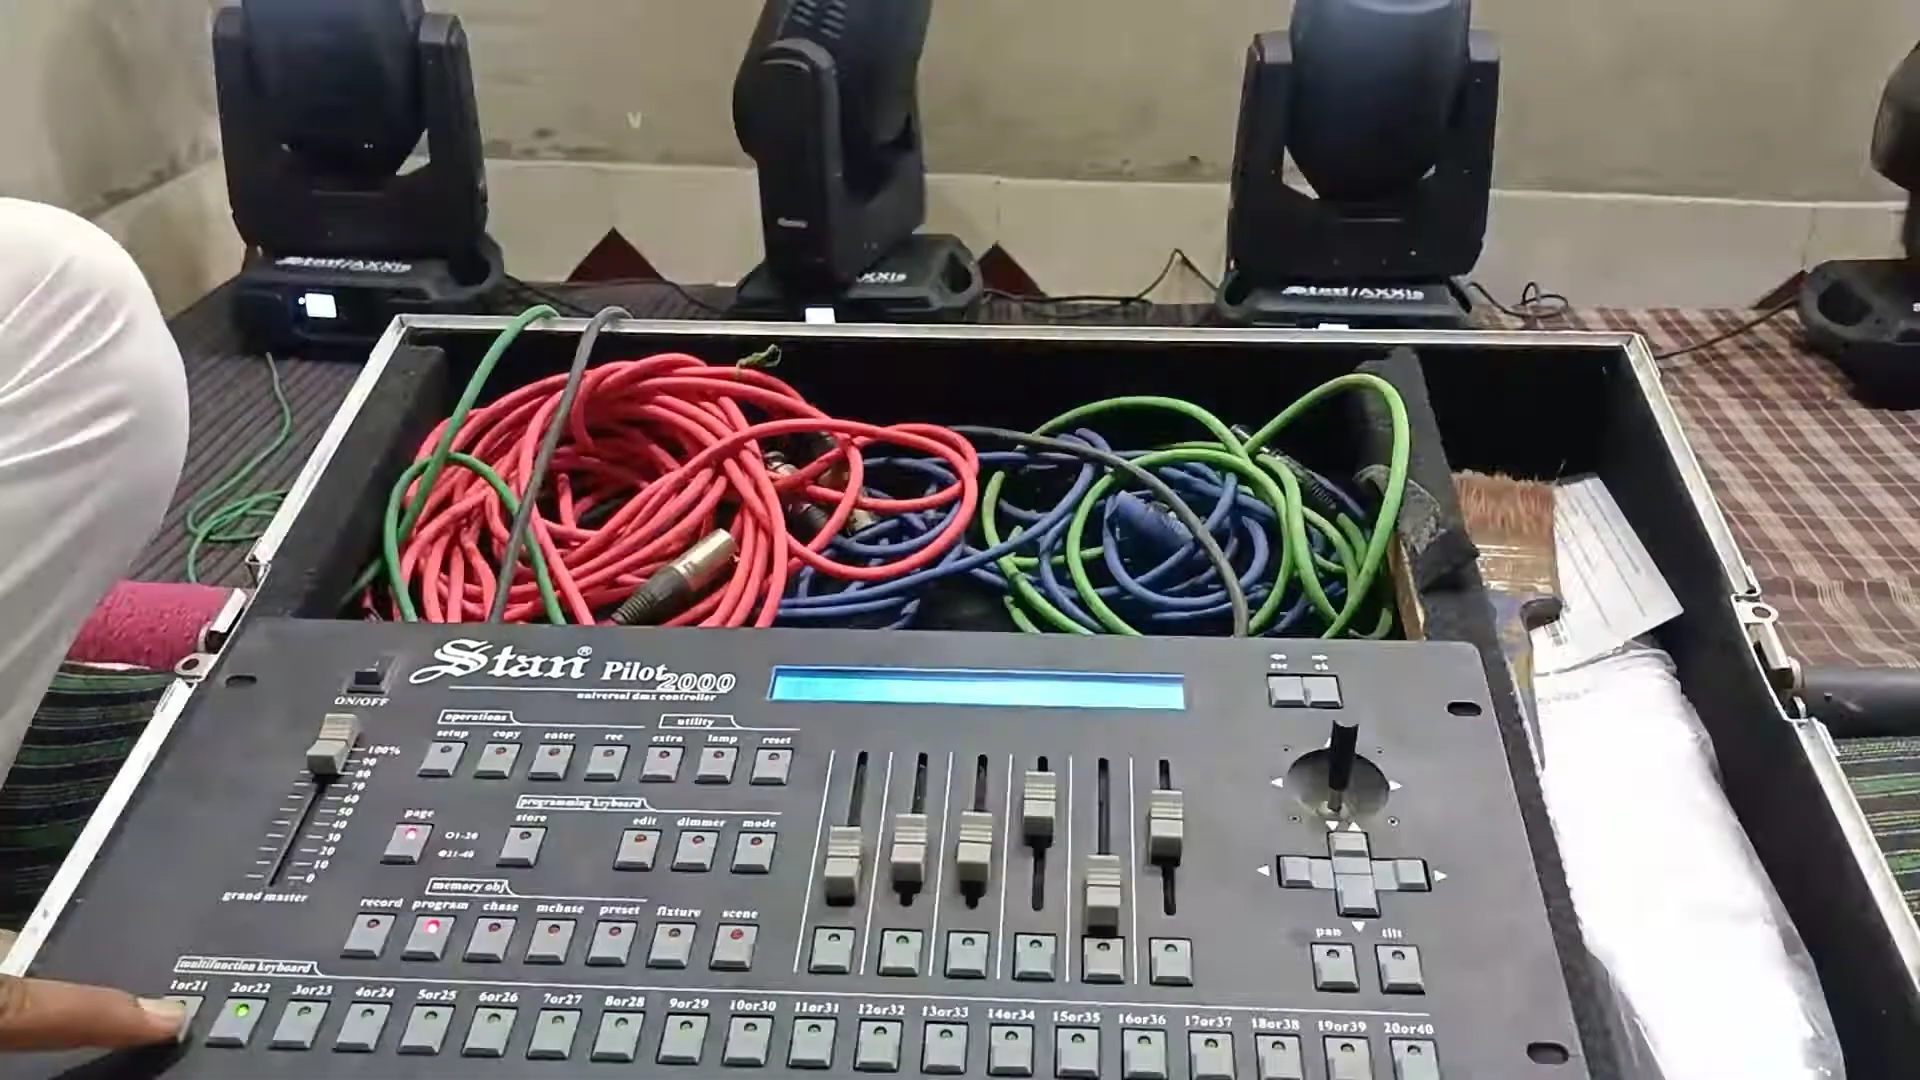 V
Stan/AXXIS
XXIS
Stan/AXXIS
Stan® Pilot2000
universal dmx controller
ON/OFF
esc
ok
operations
utility
setup
copy
enter
rec
extra
lamp
reset
100%
90
80
70
60
50
40
30
20
10
0
grand master
programming keyboard
page
1-20
21-40
store
edit
dimmer
mode
memory obj
record
program
chase
mchase
preset
fixture
scene
pan
tilt
multifunction keyboard
1or21
2or22
3or23
4or24
5or25
6or26
7or27
8or28
9or29
10or30
11or31
12or32
13or33
14or34
15or35
16or36
17or37
18or38
19or39
20or40